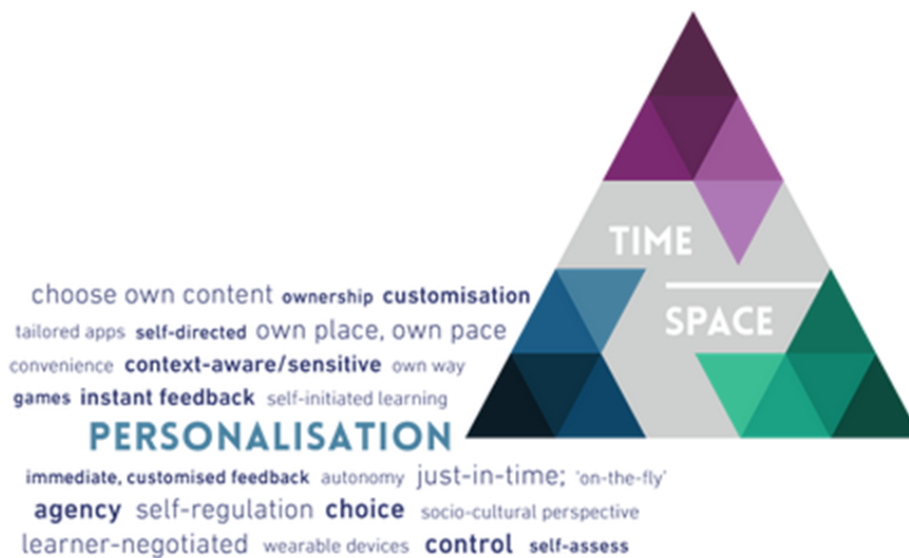 TIME
SPACE
choose own content ownership customisation
tailored apps self-directed own place, own pace
convenience context-aware/sensitive own way
games instant feedback self-initiated learning
PERSONALISATION
immediate, customised feedback autonomy just-in-time; 'on-the-fly'
agency self-regulation choice socio-cultural perspective
learner-negotiated wearable devices control self-assess